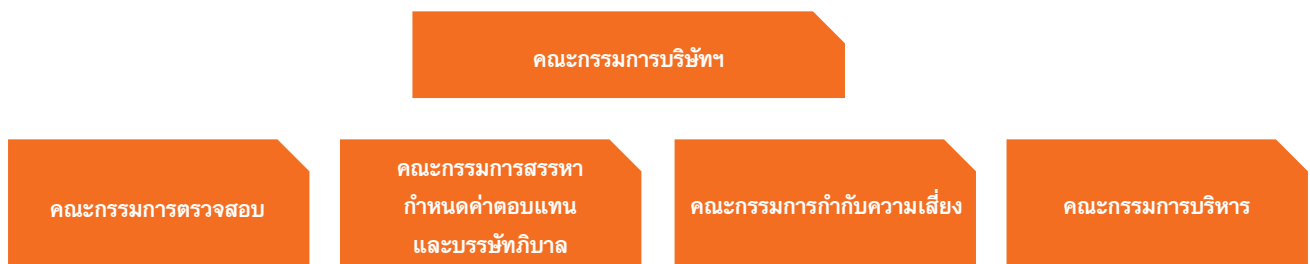 คณะกรรมการบริษัทฯ
คณะกรรมการตรวจสอบ
คณะกรรมการสรรหา
กำหนดค่าตอบแทน
และบรรษัทภิบาล
คณะกรรมการกำกับความเสี่ยง
คณะกรรมการบริหาร